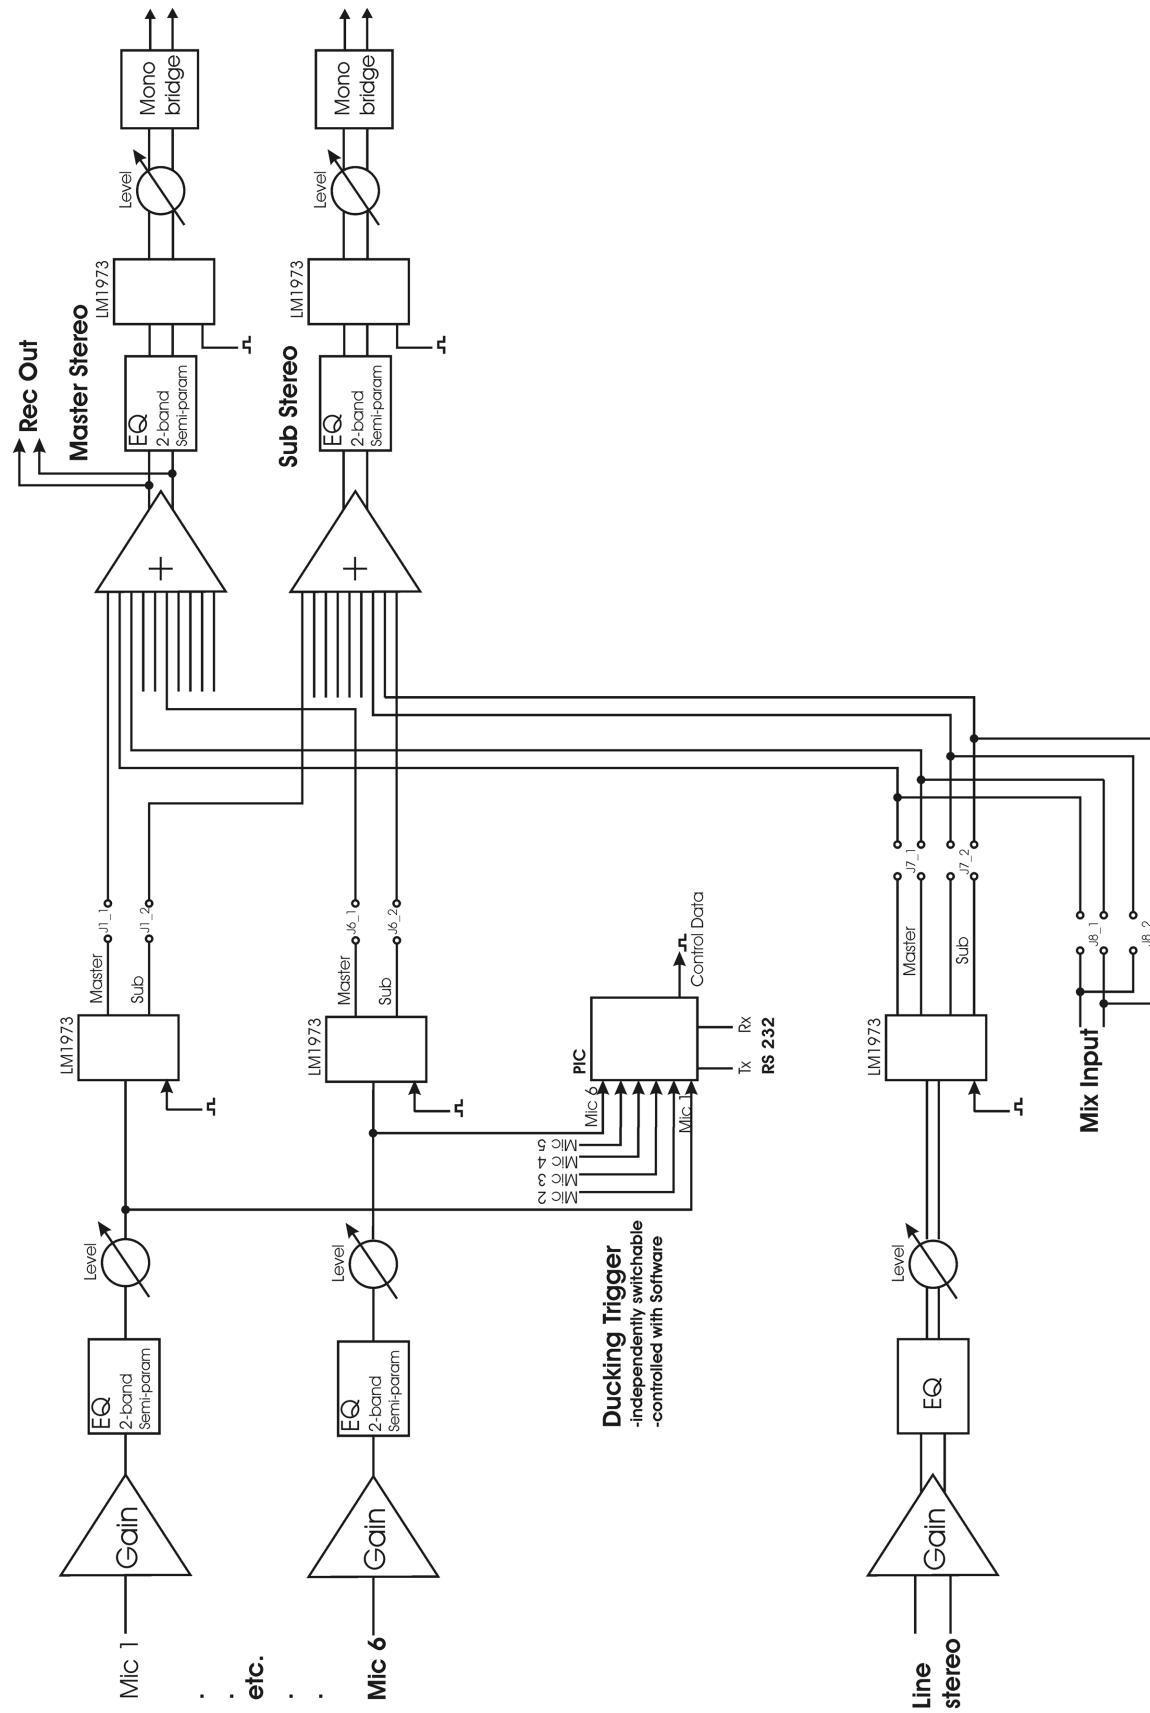 Mic 1
Gain
EQ
2-band
Semi-param
Level
LM1973
Master
Sub
J1_1
J1_2
. . etc. . .
Mic 6
Gain
EQ
2-band
Semi-param
Level
LM1973
Master
Sub
J6_1
J6_2
Rec Out
Master Stereo
+
EQ
2-band
Semi-param
LM1973
Level
Mono
bridge
Sub Stereo
+
EQ
2-band
Semi-param
LM1973
Level
Mono
bridge
Ducking Trigger
-independently switchable
-controlled with Software
Mic 5
Mic 4
Mic 3
Mic 2
Mic 6
Mic 1
PIC
Tx
Rx
RS 232
Control Data
Line
stereo
Gain
EQ
Level
LM1973
Master
Sub
J7_1
J7_2
Mix Input
J8_1
J8_2